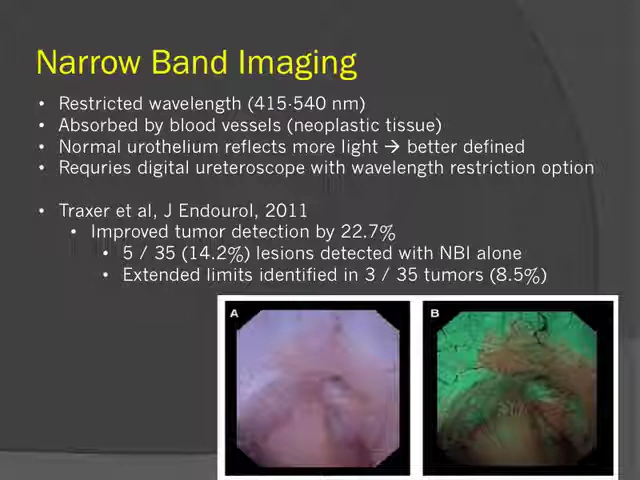 Narrow Band Imaging
• Restricted wavelength (415-540 nm)
• Absorbed by blood vessels (neoplastic tissue)
• Normal urothelium reflects more light → better defined
• Requries digital ureteroscope with wavelength restriction option
• Traxer et al, J Endourol, 2011
• Improved tumor detection by 22.7%
• 5 / 35 (14.2%) lesions detected with NBI alone
• Extended limits identified in 3 / 35 tumors (8.5%)
A B